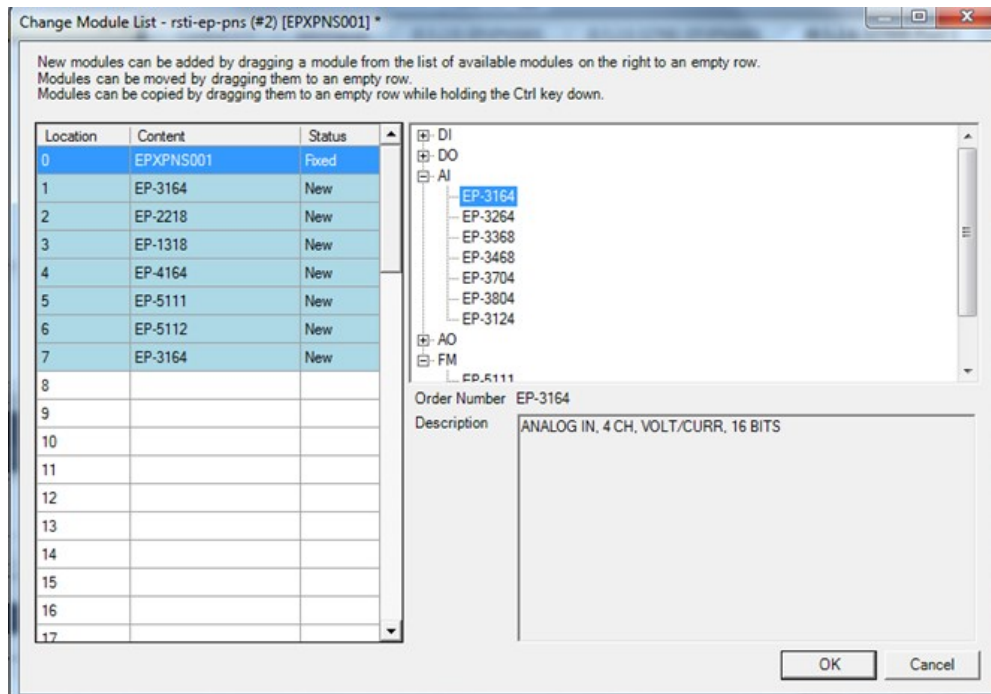 Change Module List - rsti-ep-pns (#2) [EPXPNS001] *
New modules can be added by dragging a module from the list of available modules on the right to an empty row.
Modules can be moved by dragging them to an empty row.
Modules can be copied by dragging them to an empty row while holding the Ctrl key down.
Location Content Status
0 EPXPNS001 Fixed
1 EP-3164 New
2 EP-2218 New
3 EP-1318 New
4 EP-4164 New
5 EP-5111 New
6 EP-5112 New
7 EP-3164 New
8
9
10
11
12
13
14
15
16
17
DI
DO
AI
EP-3164
EP-3264
EP-3368
EP-3468
EP-3704
EP-3804
EP-3124
AO
FM
EP-5111
Order Number EP-3164
Description ANALOG IN, 4 CH, VOLT/CURR, 16 BITS
OK Cancel